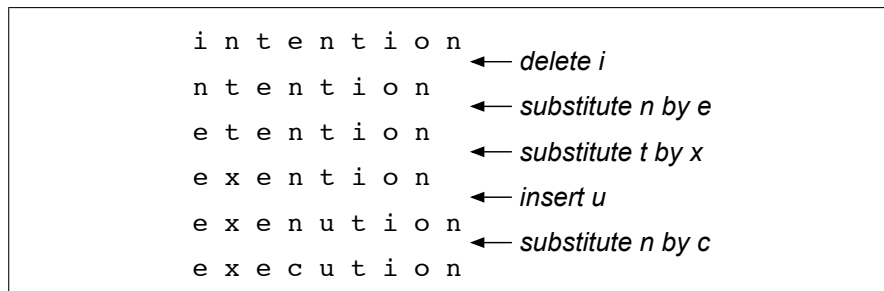 i n t e n t i o n
delete i
n t e n t i o n
substitute n by e
e t e n t i o n
substitute t by x
e x e n t i o n
insert u
e x e n u t i o n
substitute n by c
e x e c u t i o n